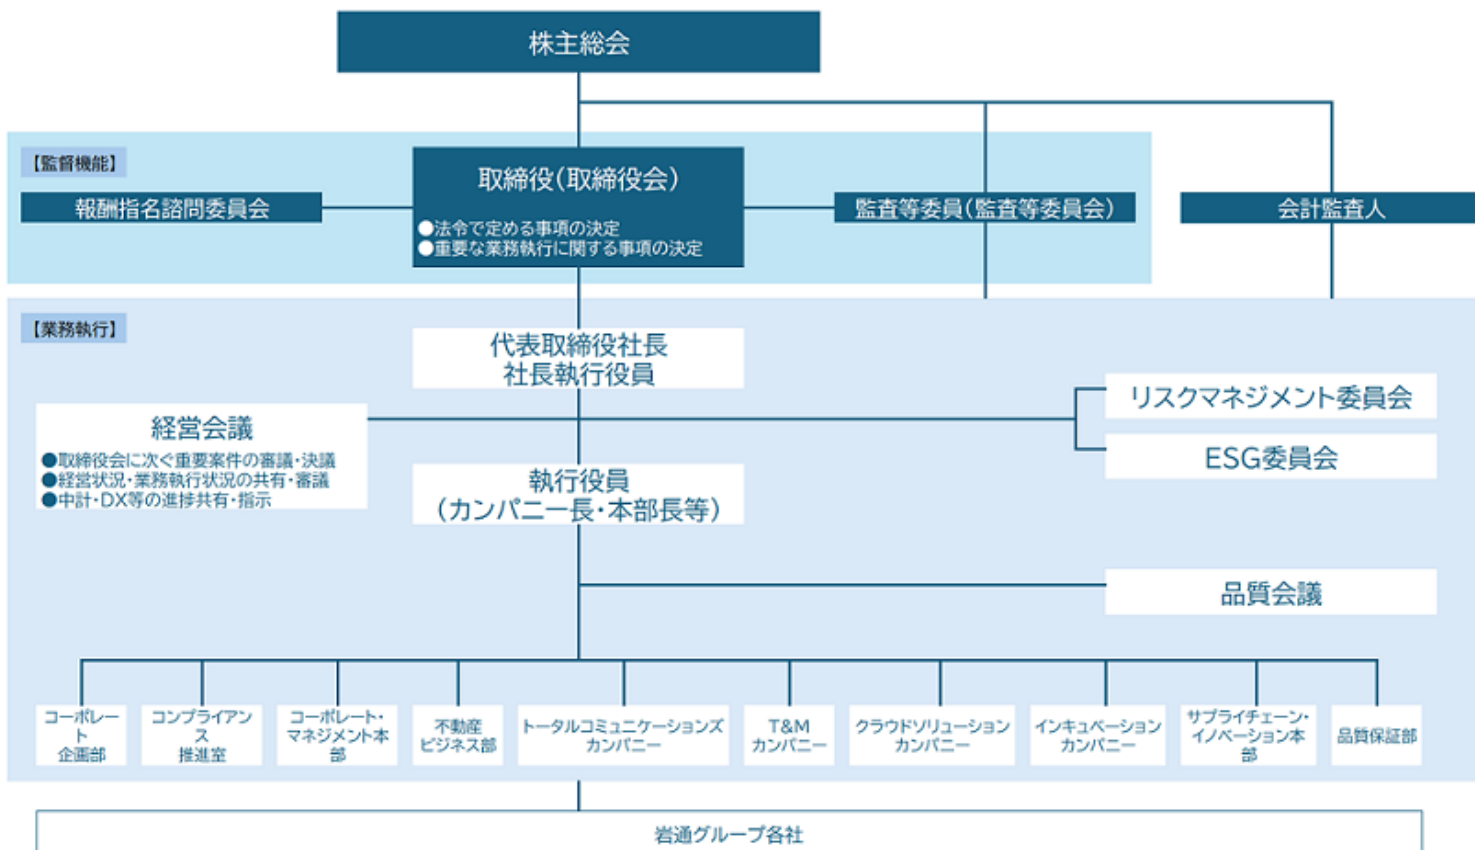 株主総会
【監督機能】
取締役(取締役会)
報酬指名諮問委員会
●法令で定める事項の決定
●重要な業務執行に関する事項の決定
監査等委員(監査等委員会)
会計監査人
【業務執行】
代表取締役社長
社長執行役員
リスクマネジメント委員会
経営会議
●取締役会に次ぐ重要案件の審議・決議
●経営状況・業務執行状況の共有・審議
●中計・DX等の進捗共有・指示
ESG委員会
執行役員
(カンパニー長・本部長等)
品質会議
コーポレー
ト
企画部
コンプライアン
ス
推進室
コーポレート・
マネジメント本
部
不動産
ビジネス部
トータルコミュニケーションズ
カンパニー
T&M
カンパニー
クラウドソリューション
カンパニー
インキュベーション
カンパニー
サプライチェーン・
イノベーション本
部
品質保証部
岩通グループ各社